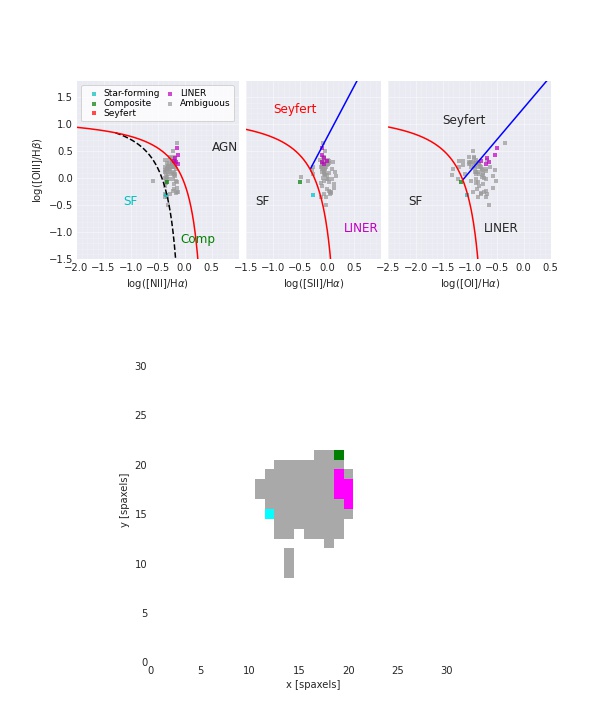 Star-forming
Composite
Seyfert
LINER
Ambiguous
AGN
SF
Comp
1.5
1.0
0.5
0.0
−0.5
−1.0
−1.5
log([OIII]/Hβ)
−2.0 −1.5 −1.0 −0.5 0.0 0.5
log([NII]/Hα)
Seyfert
SF
LINER
−1.5 −1.0 −0.5 0.0 0.5
log([SII]/Hα)
Seyfert
SF
LINER
−2.5 −2.0 −1.5 −1.0 −0.5 0.0 0.5
log([OI]/Hα)
30
25
20
15
10
5
0
y [spaxels]
0 5 10 15 20 25 30
x [spaxels]